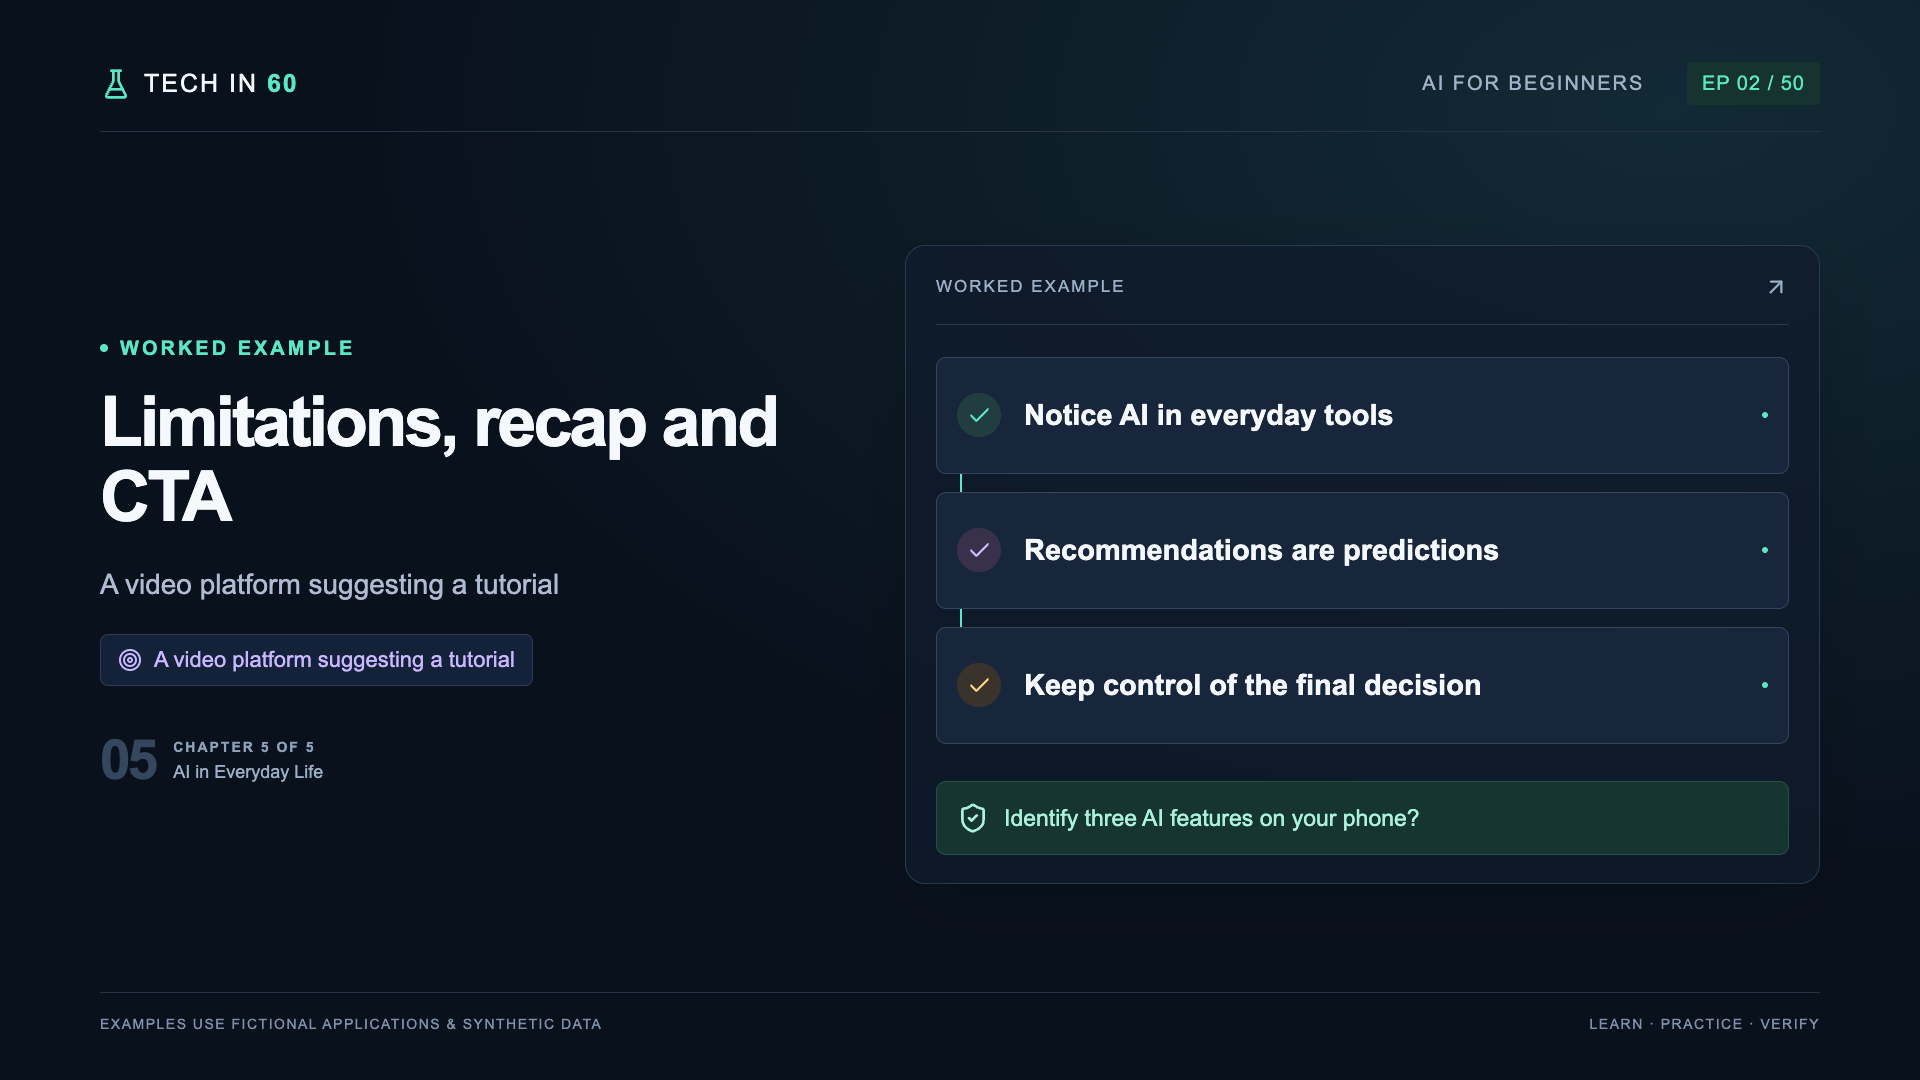 TECH IN 60
AI FOR BEGINNERS
EP 02 / 50
• WORKED EXAMPLE
Limitations, recap and
CTA
A video platform suggesting a tutorial
A video platform suggesting a tutorial
05
CHAPTER 5 OF 5
AI in Everyday Life
WORKED EXAMPLE
Notice AI in everyday tools
Recommendations are predictions
Keep control of the final decision
Identify three AI features on your phone?
EXAMPLES USE FICTIONAL APPLICATIONS & SYNTHETIC DATA
LEARN · PRACTICE · VERIFY